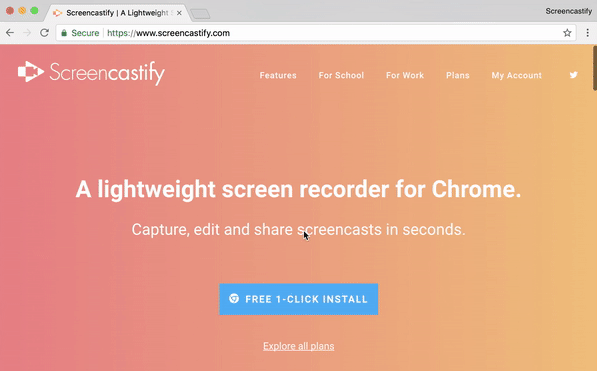 Screencastify | A Lightweight S
Screencastify
Secure https://www.screencastify.com
Screencastify
Features For School For Work Plans My Account
A lightweight screen recorder for Chrome.
Capture, edit and share screencasts in seconds.
FREE 1-CLICK INSTALL
Explore all plans